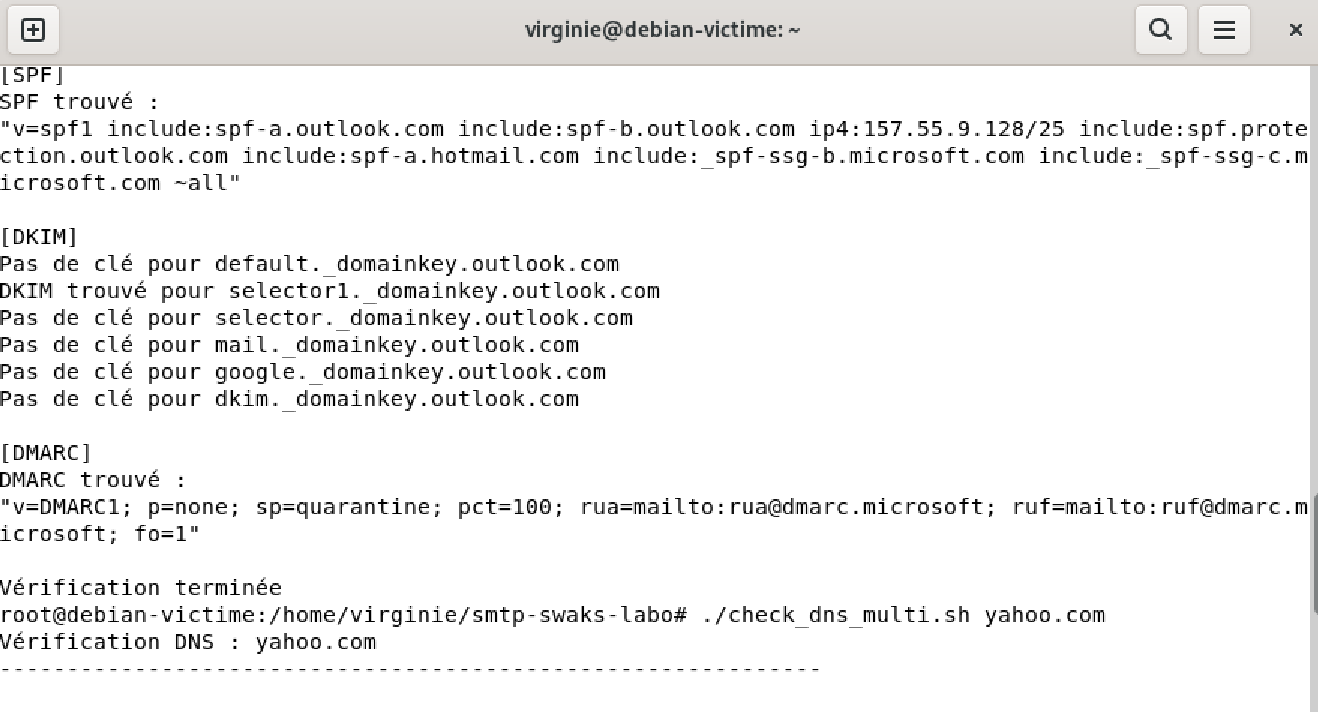 virginie@debian-victime: ~
[SPF]
SPF trouvé :
"v=spf1 include:spf-a.outlook.com include:spf-b.outlook.com ip4:157.55.9.128/25 include:spf.prote
ction.outlook.com include:spf-a.hotmail.com include:_spf-ssg-b.microsoft.com include:_spf-ssg-c.m
icrosoft.com ~all"
[DKIM]
Pas de clé pour default._domainkey.outlook.com
DKIM trouvé pour selector1._domainkey.outlook.com
Pas de clé pour selector._domainkey.outlook.com
Pas de clé pour mail._domainkey.outlook.com
Pas de clé pour google._domainkey.outlook.com
Pas de clé pour dkim._domainkey.outlook.com
[DMARC]
DMARC trouvé :
"v=DMARC1; p=none; sp=quarantine; pct=100; rua=mailto:rua@dmarc.microsoft; ruf=mailto:ruf@dmarc.m
icrosoft; fo=1"
Vérification terminée
root@debian-victime:/home/virginie/smtp-swaks-labo# ./check_dns_multi.sh yahoo.com
Vérification DNS : yahoo.com
-------------------------------------------------------------